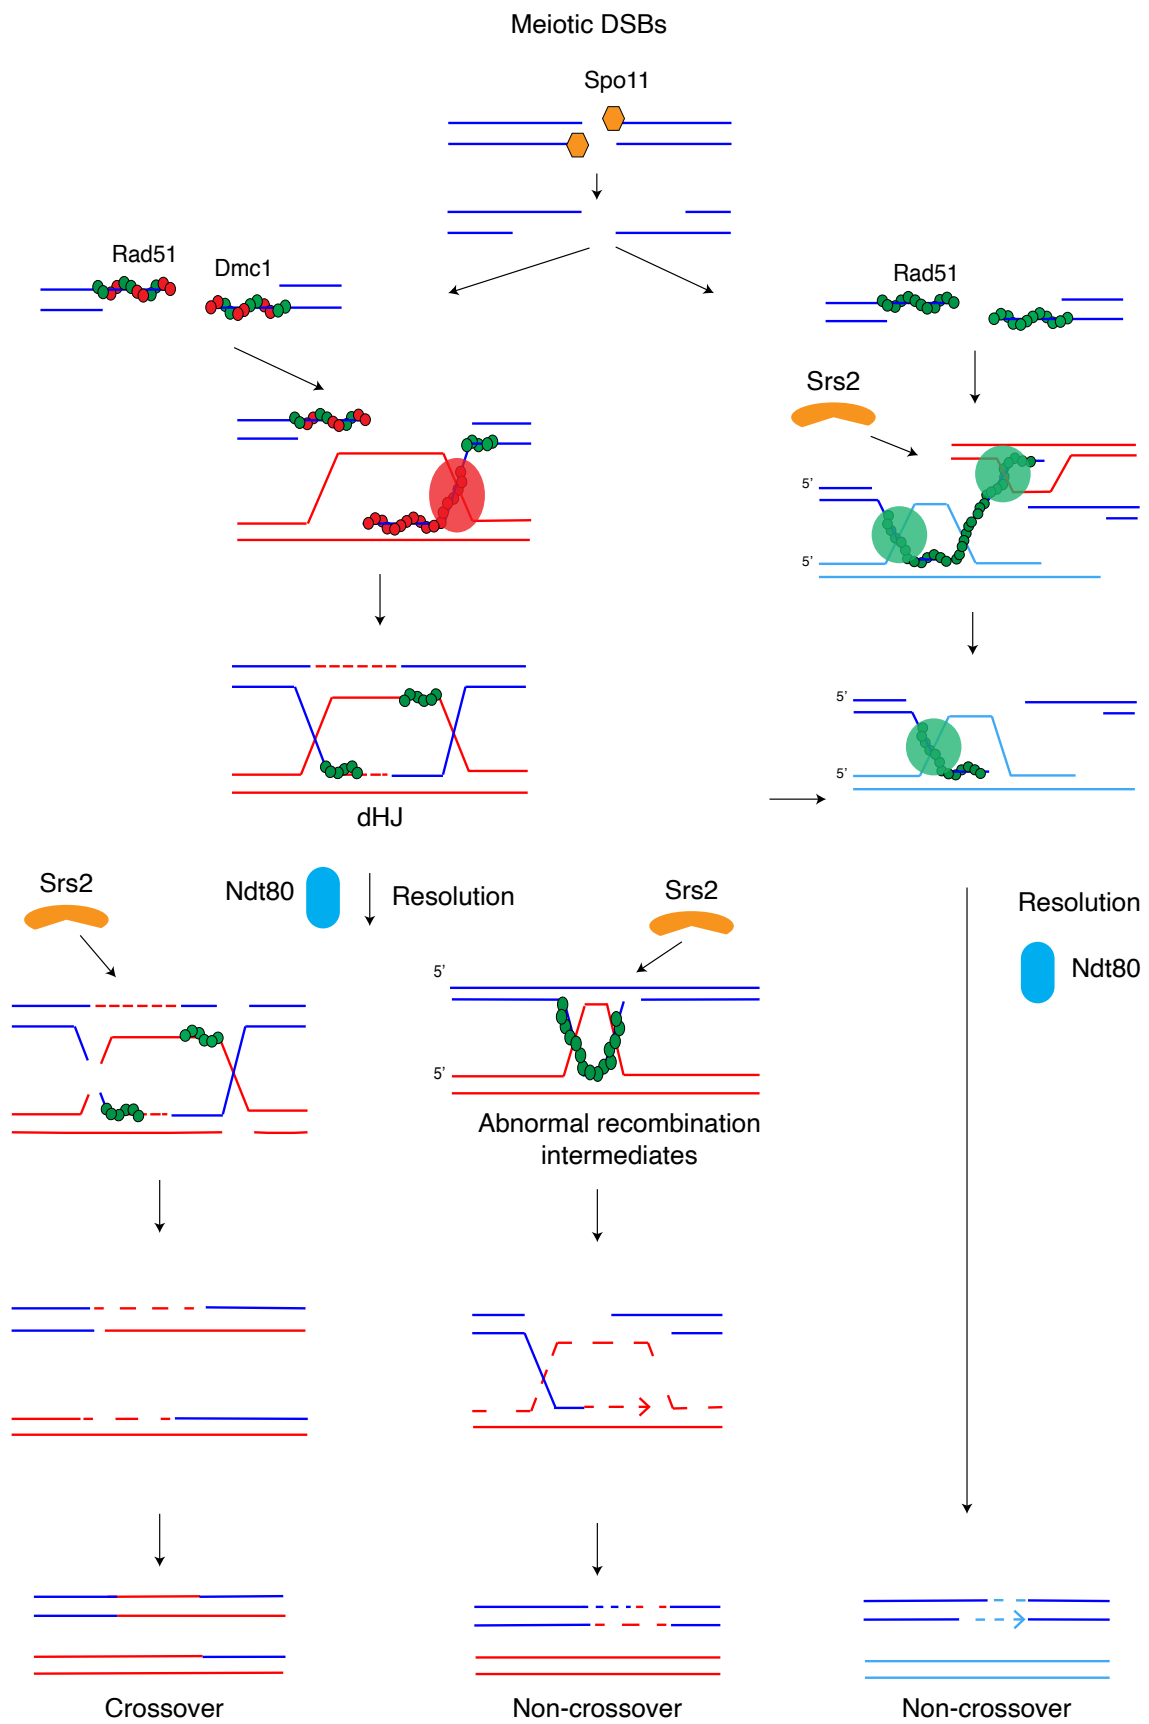 Meiotic DSBs
Spo11
Rad51
Dmc1
Rad51
Srs2
5’
5’
5’
5’
dHJ
Srs2
Ndt80
Resolution
Srs2
Resolution
Ndt80
5’
5’
Abnormal recombination
intermediates
Crossover
Non-crossover
Non-crossover